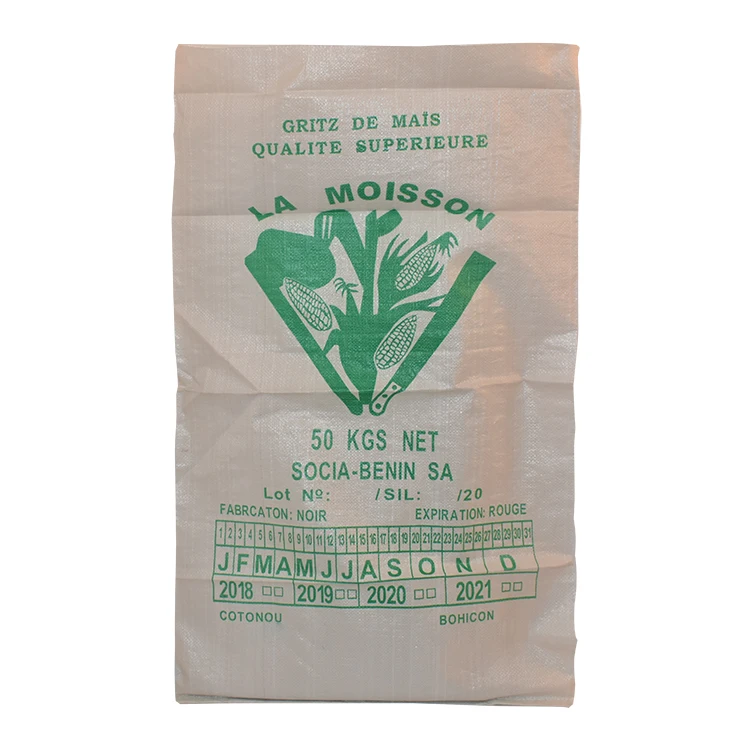 GRITZ DE MAÏS
QUALITE SUPERIEURE
LA MOISSON
50 KGS NET
SOCIA-BENIN SA
Lot Nº: /SIL: /20
FABRCATON: NOIR EXPIRATION: ROUGE
1 2 3 4 5 6 7 8 9 10 11 12 13 14 15 16 17 18 19 20 21 22 23 24 25 26 27 28 29 30 31
J F M A M J J A S O N D
2018 □□ 2019 □□ 2020 □□ 2021 □□
COTONOU BOHICON